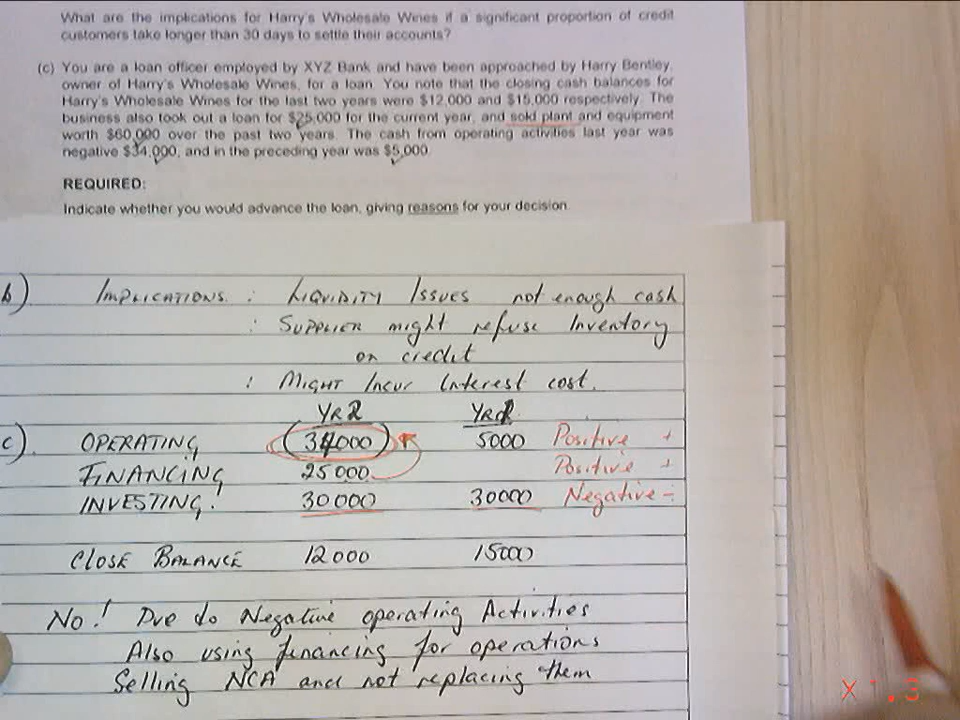 What are the implications for Harry's Wholesale Wines if a significant proportion of credit
customers take longer than 30 days to settle their accounts?
(c) You are a loan officer employed by XYZ Bank and have been approached by Harry Bentley,
owner of Harry's Wholesale Wines, for a loan. You note that the closing cash balances for
Harry's Wholesale Wines for the last two years were $12,000 and $15,000 respectively. The
business also took out a loan for $25,000 for the current year, and sold plant and equipment
worth $60,000 over the past two years. The cash from operating activities last year was
negative $34,000, and in the preceding year was $5,000.
REQUIRED:
Indicate whether you would advance the loan, giving reasons for your decision.
b) IMPLICATIONS : LIQUIDITY ISSUES not enough cash
: SUPPLIER might refuse Inventory
on credit
: MIGHT Incur Interest cost.
YR 2 YR 1
c). OPERATING (34000) 5000 Positive +
FINANCING 25000 Positive +
INVESTING. 30000 30000 Negative -
CLOSE BALANCE 12000 15000
No! Due do Negative operating Activities
Also using financing for operations
Selling NCA and not replacing them
X 1.3